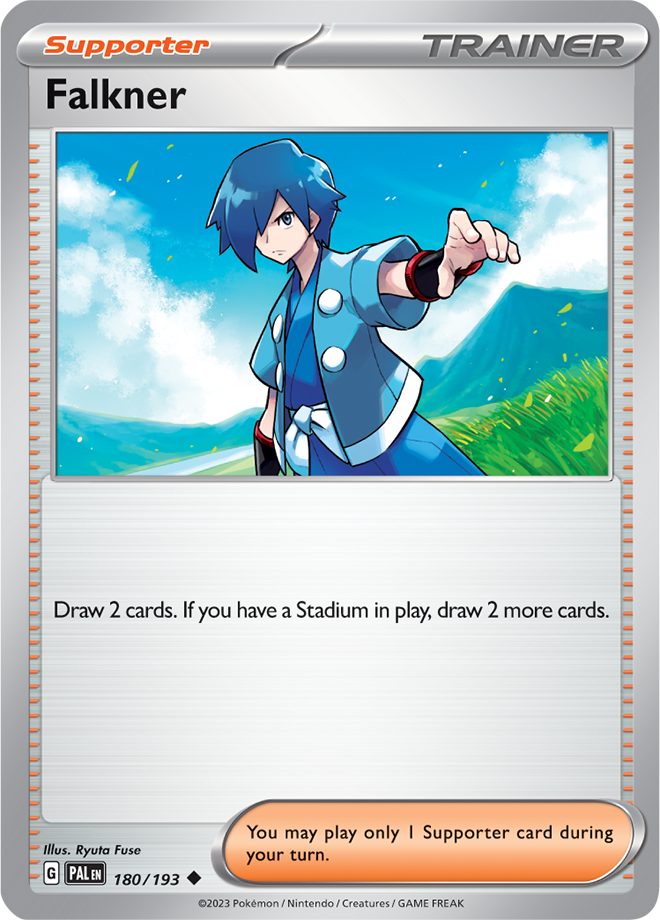 Supporter
TRAINER
Falkner
Draw 2 cards. If you have a Stadium in play, draw 2 more cards.
You may play only 1 Supporter card during
your turn.
Illus. Ryuta Fuse
G PAL EN 180/193 ◆
©2023 Pokémon / Nintendo / Creatures / GAME FREAK